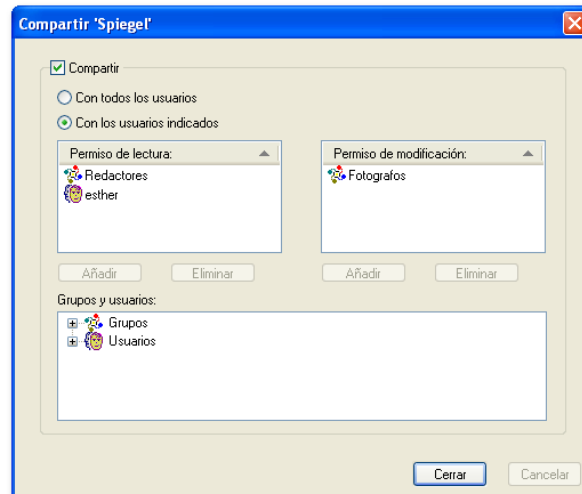 Compartir 'Spiegel'
Compartir
Con todos los usuarios
Con los usuarios indicados
Permiso de lectura:
Redactores
esther
Añadir Eliminar
Permiso de modificación:
Fotografos
Añadir Eliminar
Grupos y usuarios:
Grupos
Usuarios
Cerrar Cancelar